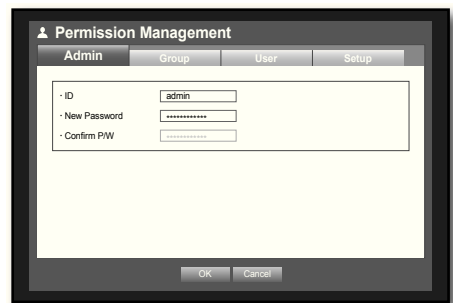 Permission Management
Admin Group User Setup
· ID admin
· New Password ************
· Confirm P/W ************
OK Cancel